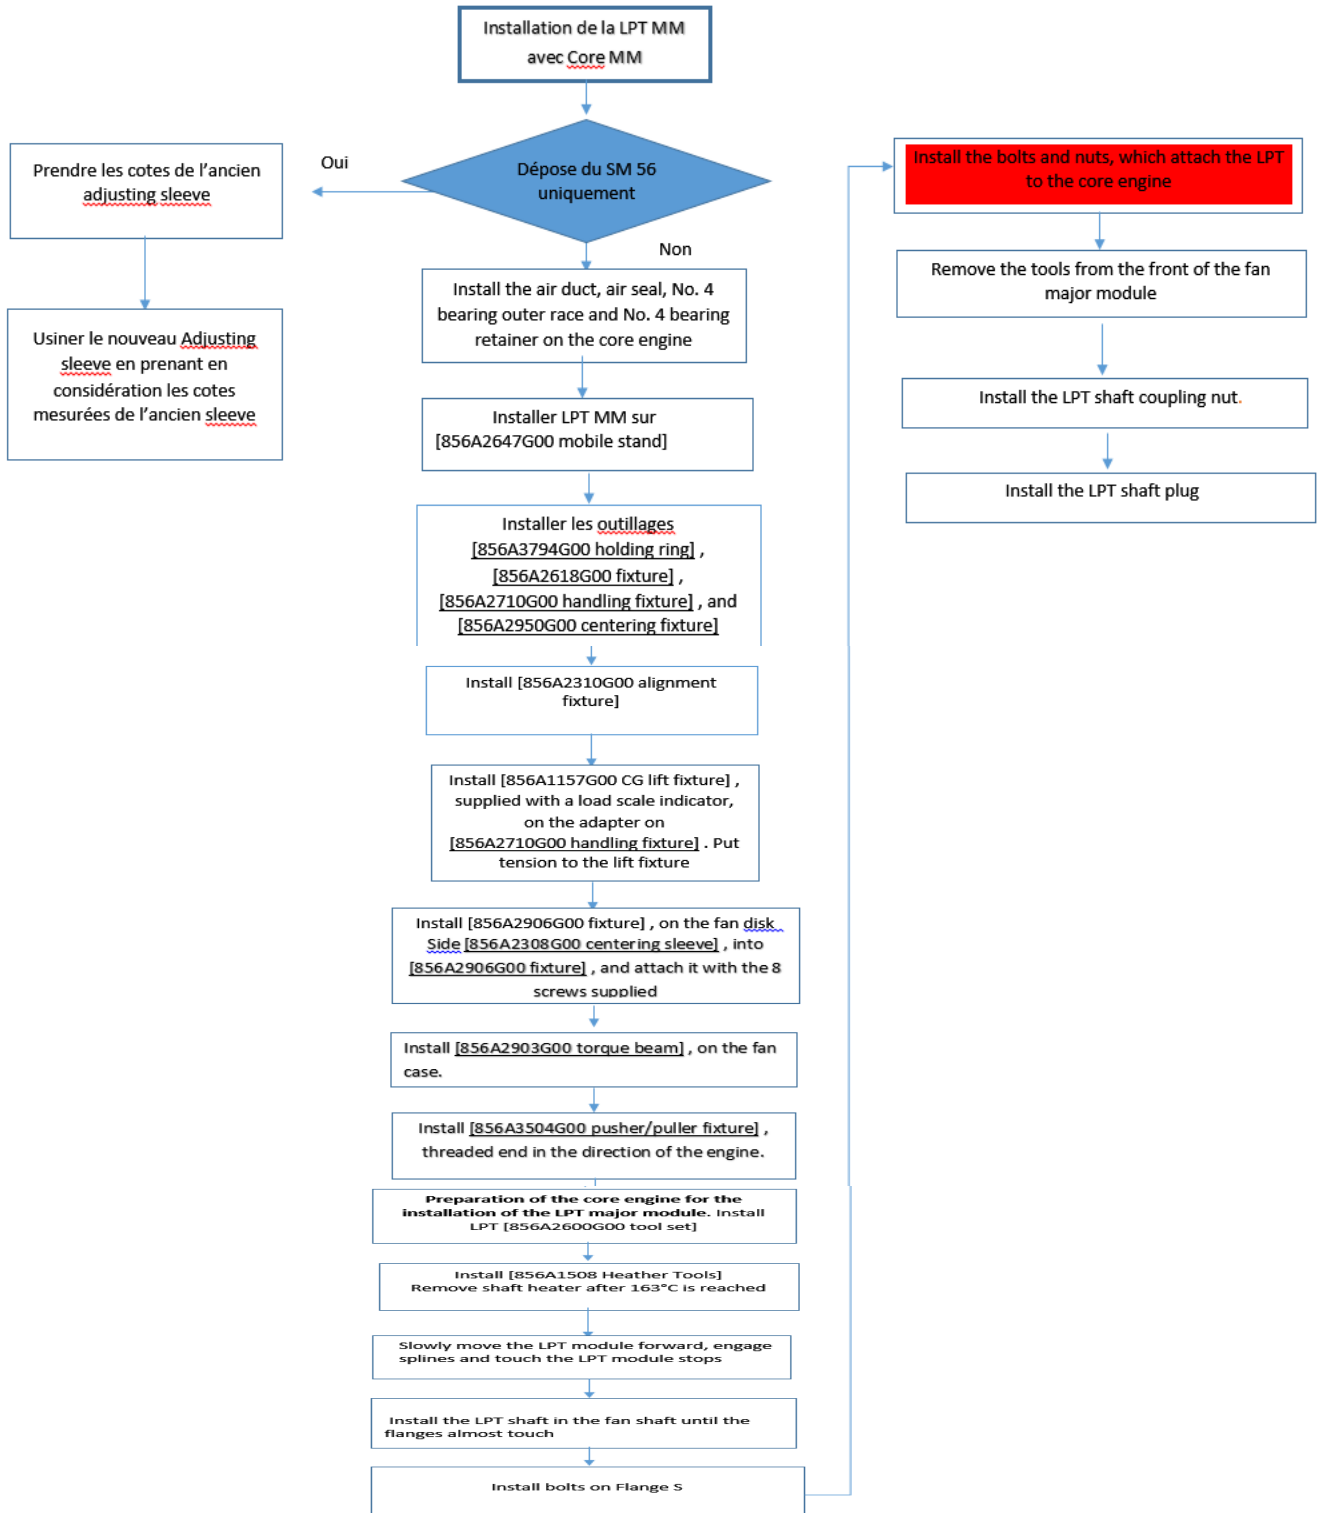 Installation de la LPT MM
avec Core MM
Dépose du SM 56
uniquement
Oui
Prendre les cotes de l'ancien
adjusting sleeve
Usiner le nouveau Adjusting
sleeve en prenant en
considération les cotes
mesurées de l'ancien sleeve
Non
Install the air duct, air seal, No. 4
bearing outer race and No. 4 bearing
retainer on the core engine
Installer LPT MM sur
[856A2647G00 mobile stand]
Installer les outillages
[856A3794G00 holding ring] ,
[856A2618G00 fixture] ,
[856A2710G00 handling fixture] , and
[856A2950G00 centering fixture]
Install [856A2310G00 alignment
fixture]
Install [856A1157G00 CG lift fixture] ,
supplied with a load scale indicator,
on the adapter on
[856A2710G00 handling fixture] . Put
tension to the lift fixture
Install [856A2906G00 fixture] , on the fan disk
Side [856A2308G00 centering sleeve] , into
[856A2906G00 fixture] , and attach it with the 8
screws supplied
Install [856A2903G00 torque beam] , on the fan
case.
Install [856A3504G00 pusher/puller fixture] ,
threaded end in the direction of the engine.
Preparation of the core engine for the
installation of the LPT major module. Install
LPT [856A2600G00 tool set]
Install [856A1508 Heather Tools]
Remove shaft heater after 163°C is reached
Slowly move the LPT module forward, engage
splines and touch the LPT module stops
Install the LPT shaft in the fan shaft until the
flanges almost touch
Install bolts on Flange S
Install the bolts and nuts, which attach the LPT
to the core engine
Remove the tools from the front of the fan
major module
Install the LPT shaft coupling nut.
Install the LPT shaft plug